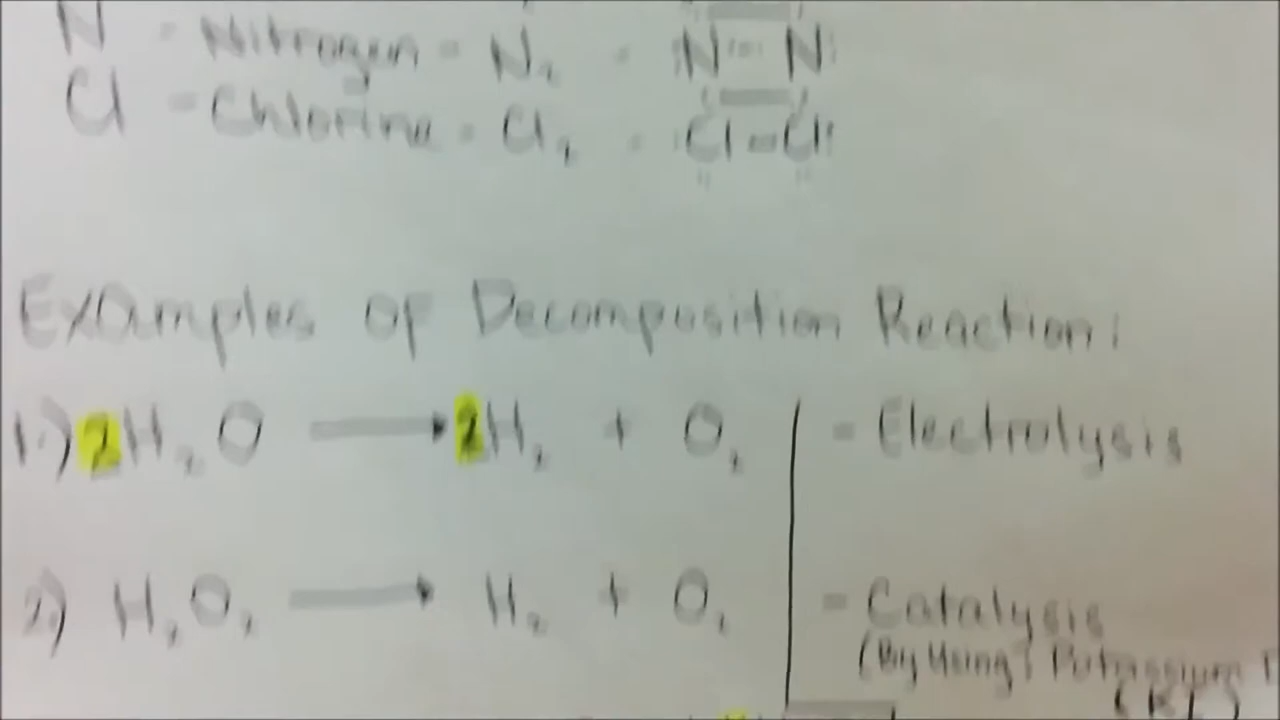 N = Nitrogen = N₂ = :N=N:
Cl = Chlorine = Cl₂ = :Cl=Cl:
Examples of Decomposition Reaction:
1.) 2H₂O → 2H₂ + O₂ = Electrolysis
2.) H₂O₂ → H₂ + O₂ = Catalysis
(By Using: Potassium